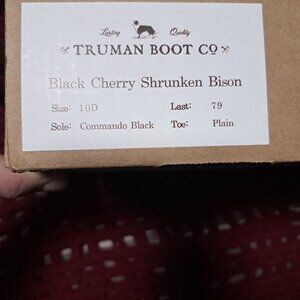 Lasting Quality
TRUMAN BOOT Co
Black Cherry Shrunken Bison
Size: 10D Last: 79
Sole: Commando Black Toe: Plain